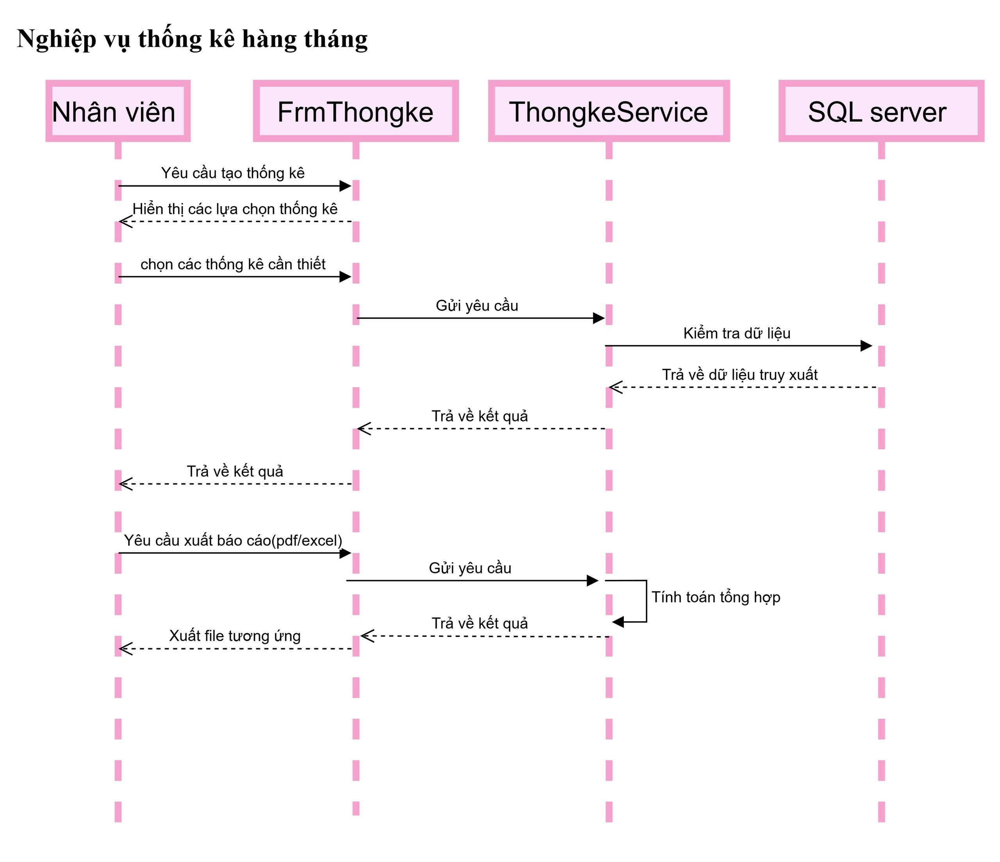 Nghiệp vụ thống kê hàng tháng
Nhân viên
FrmThongke
ThongkeService
SQL server
Yêu cầu tạo thống kê
Hiển thị các lựa chọn thống kê
chọn các thống kê cần thiết
Gửi yêu cầu
Kiểm tra dữ liệu
Trả về dữ liệu truy xuất
Trả về kết quả
Trả về kết quả
Yêu cầu xuất báo cáo(pdf/excel)
Gửi yêu cầu
Tính toán tổng hợp
Trả về kết quả
Xuất file tương ứng